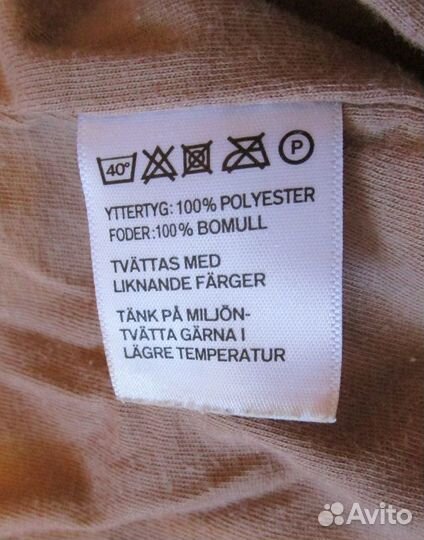 40° P
YTTERTYG: 100% POLYESTER
FODER: 100% BOMULL
TVÄTTAS MED
LIKNANDE FÄRGER
TÄNK PÅ MILJÖN-
TVÄTTA GÄRNA I
LÄGRE TEMPERATUR
Avito